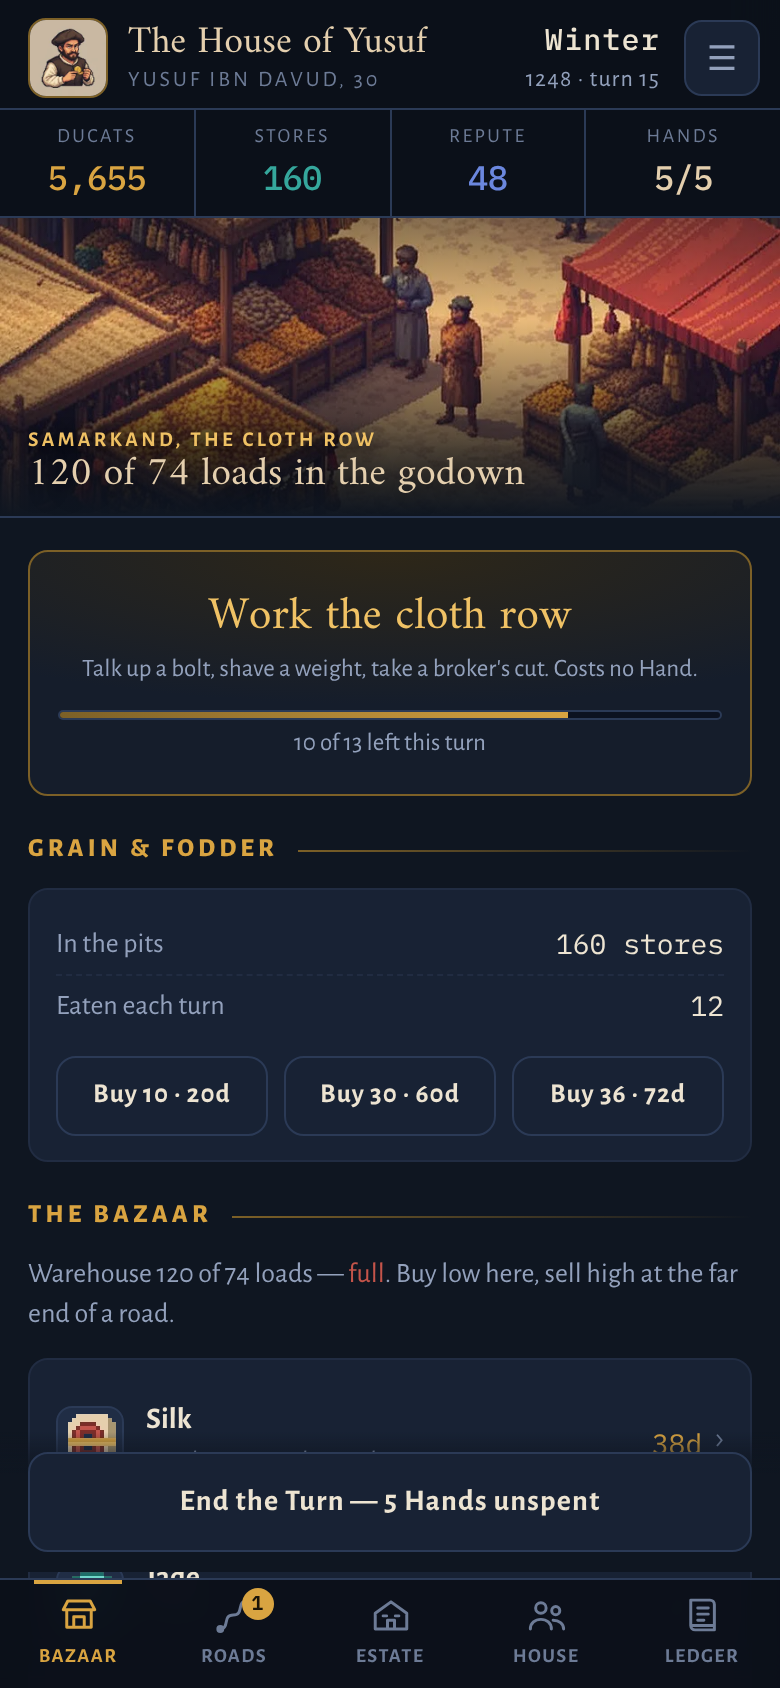 The House of Yusuf
YUSUF IBN DAVUD, 30
Winter
1248 · turn 15
DUCATS
5,655
STORES
160
REPUTE
48
HANDS
5/5
SAMARKAND, THE CLOTH ROW
120 of 74 loads in the godown
Work the cloth row
Talk up a bolt, shave a weight, take a broker's cut. Costs no Hand.
10 of 13 left this turn
GRAIN & FODDER
In the pits
160 stores
Eaten each turn
12
Buy 10 · 20d
Buy 30 · 60d
Buy 36 · 72d
THE BAZAAR
Warehouse 120 of 74 loads — full. Buy low here, sell high at the far
end of a road.
Silk
38d
End the Turn — 5 Hands unspent
Jade
1
BAZAAR
ROADS
ESTATE
HOUSE
LEDGER